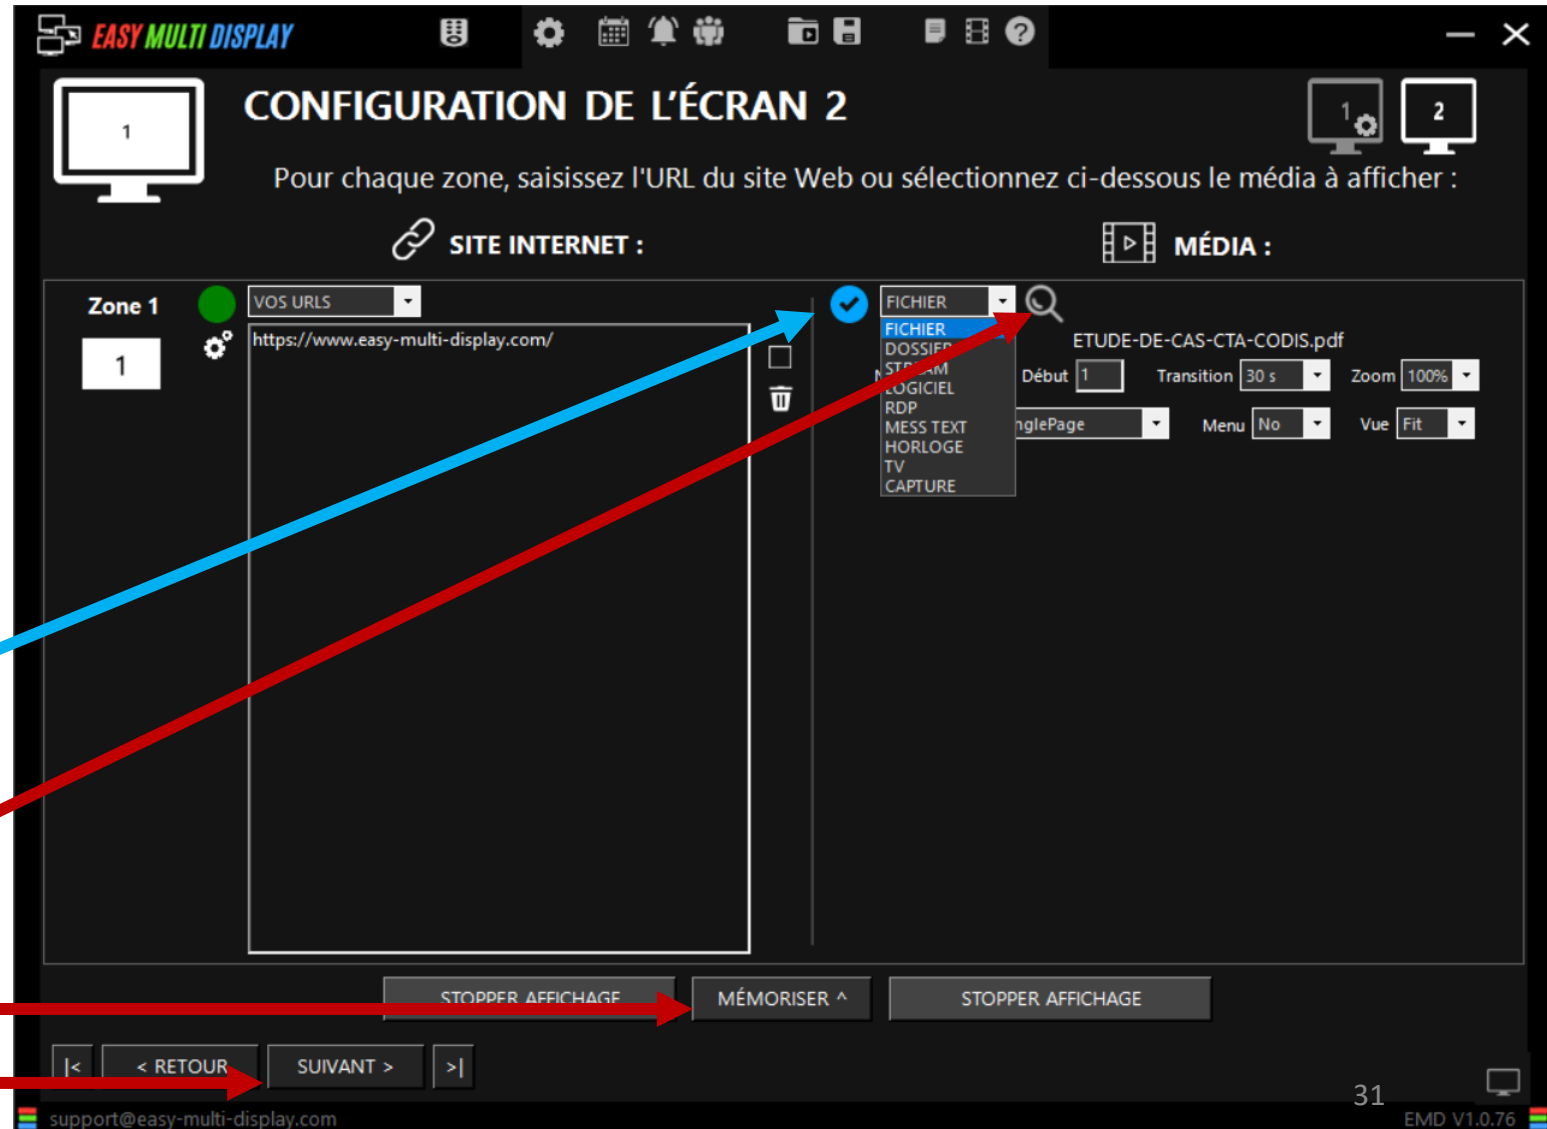 EASY MULTI DISPLAY
1
CONFIGURATION DE L'ÉCRAN 2
1
2
Pour chaque zone, saisissez l'URL du site Web ou sélectionnez ci-dessous le média à afficher :
SITE INTERNET :
MÉDIA :
Zone 1
VOS URLS
1
https://www.easy-multi-display.com/
FICHIER
FICHIER
DOSSIER
STREAM
LOGICIEL
RDP
MESS TEXT
HORLOGE
TV
CAPTURE
ETUDE-DE-CAS-CTA-CODIS.pdf
Début 1 Transition 30 s Zoom 100%
Menu No Vue Fit
STOPPER AFFICHAGE
MÉMORISER ^
STOPPER AFFICHAGE
|<
< RETOUR
SUIVANT >
>|
31
support@easy-multi-display.com
EMD V1.0.76